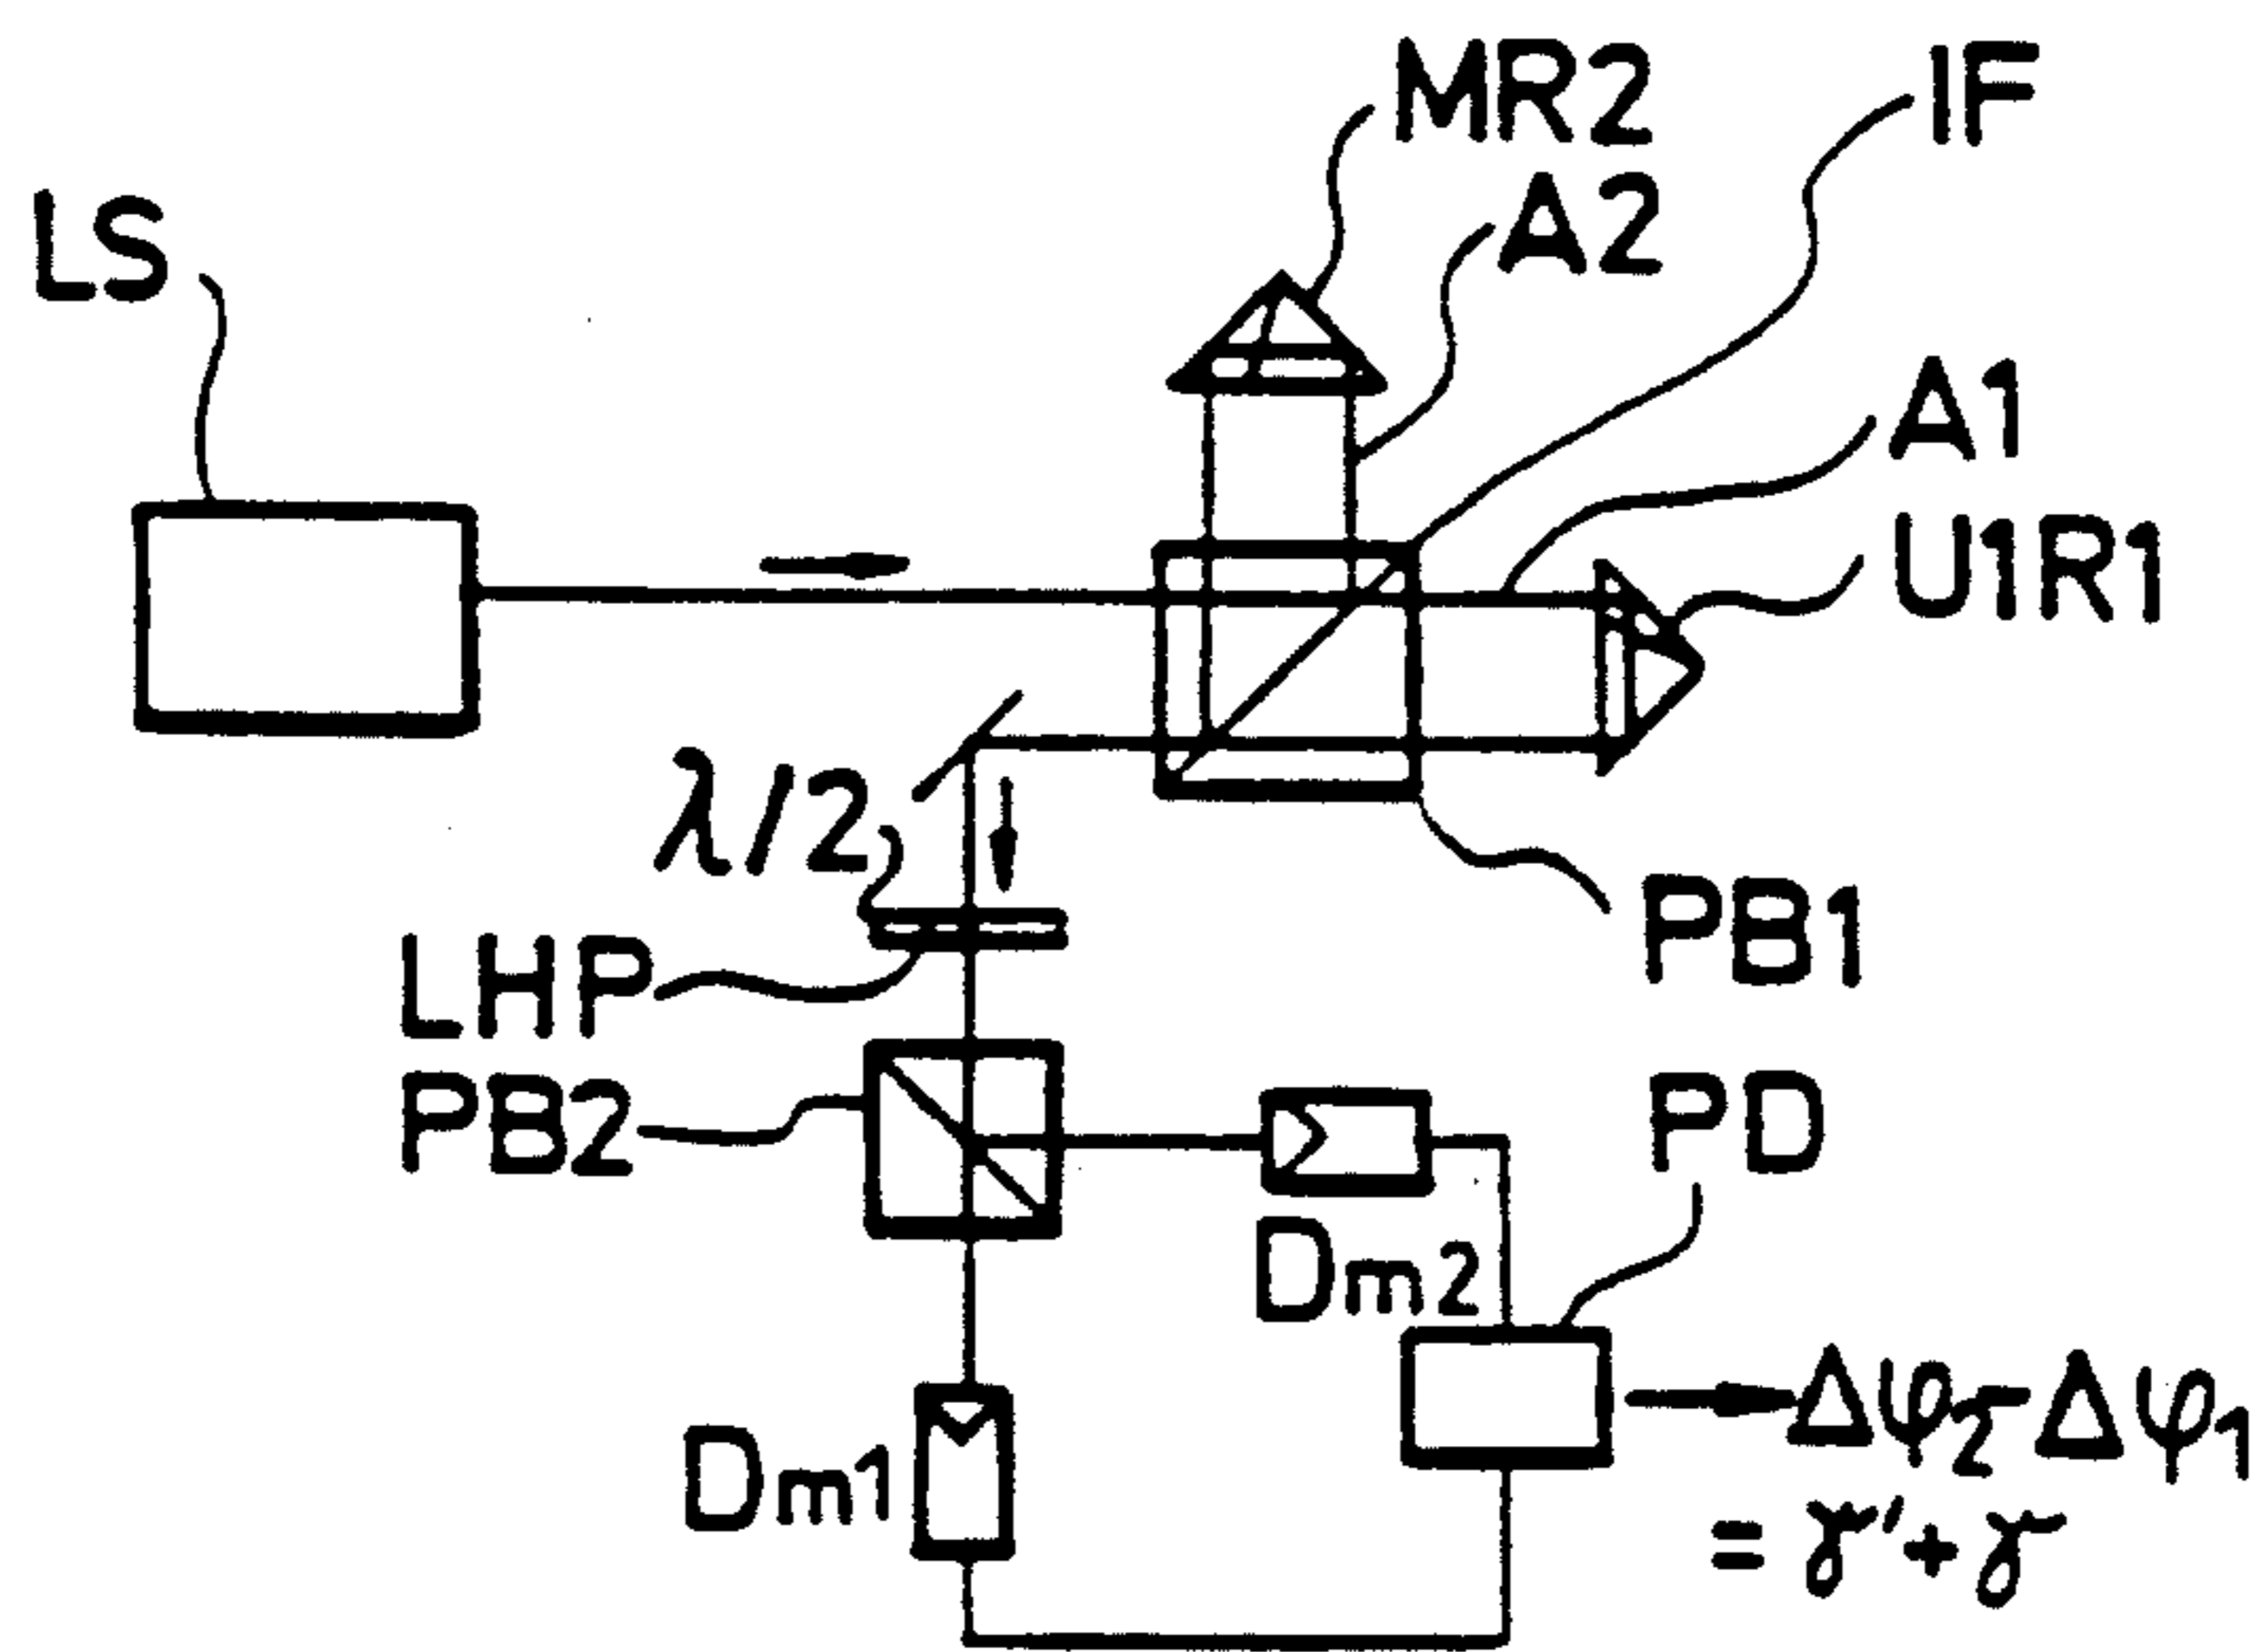 MR2
IF
A2
LS
A1
U1R1
λ/2
PB1
LHP
PB2
PD
Dm2
Dm1
Δφ2-Δφ1
= γ'+γ